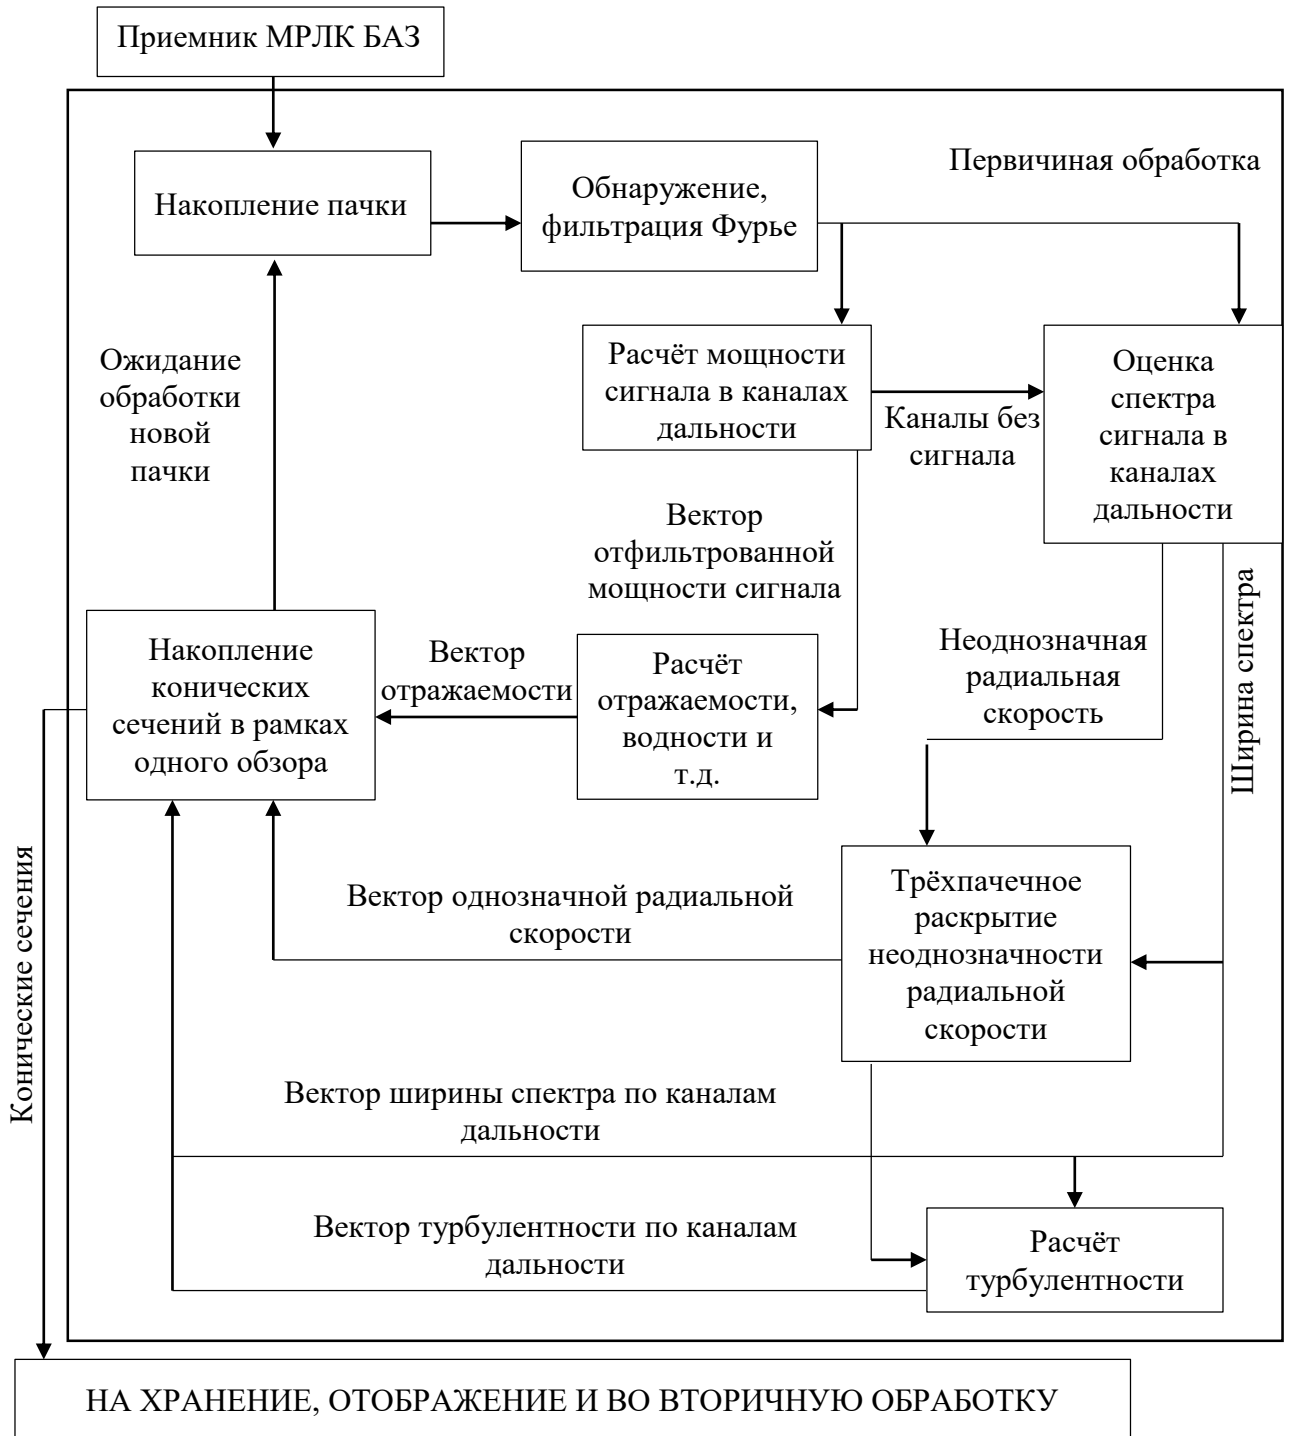 Приемник МРЛК БАЗ
Накопление пачки
Обнаружение,
фильтрация Фурье
Первичиная обработка
Ожидание
обработки
новой
пачки
Расчёт мощности
сигнала в каналах
дальности
Каналы без
сигнала
Оценка
спектра
сигнала в
каналах
дальности
Вектор
отфильтрованной
мощности сигнала
Накопление
конических
сечений в рамках
одного обзора
Вектор
отражаемости
Расчёт
отражаемости,
водности и
т.д.
Неоднозначная
радиальная
скорость
Ширина спектра
Конические сечения
Вектор однозначной радиальной
скорости
Трёхпачечное
раскрытие
неоднозначности
радиальной
скорости
Вектор ширины спектра по каналам
дальности
Вектор турбулентности по каналам
дальности
Расчёт
турбулентности
НА ХРАНЕНИЕ, ОТОБРАЖЕНИЕ И ВО ВТОРИЧНУЮ ОБРАБОТКУ